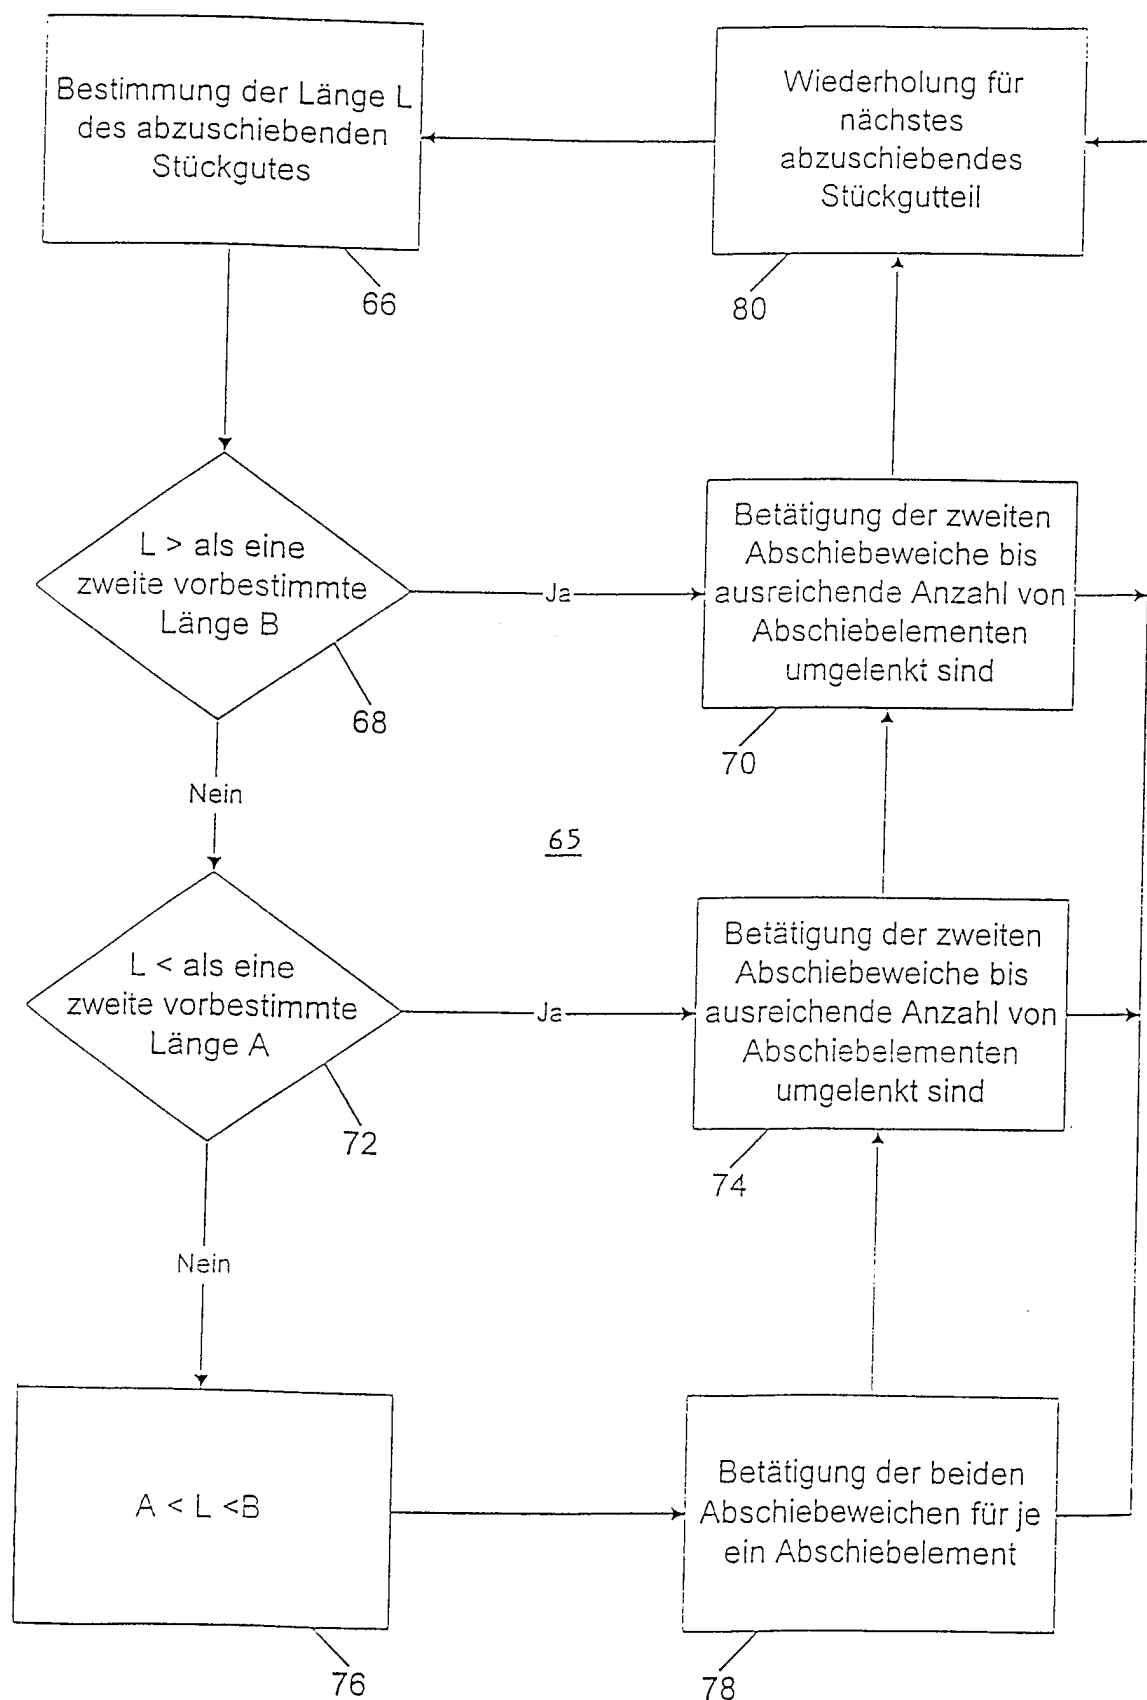 Bestimmung der Länge L
des abzuschiebenden
Stückgutes
66
Wiederholung für
nächstes
abzuschiebendes
Stückgutteil
80
L > als eine
zweite vorbestimmte
Länge B
68
Ja
Betätigung der zweiten
Abschiebeweiche bis
ausreichende Anzahl von
Abschiebelementen
umgelenkt sind
70
Nein
65
L < als eine
zweite vorbestimmte
Länge A
72
Ja
Betätigung der zweiten
Abschiebeweiche bis
ausreichende Anzahl von
Abschiebelementen
umgelenkt sind
74
Nein
A < L <B
76
Betätigung der beiden
Abschiebeweichen für je
ein Abschiebelement
78